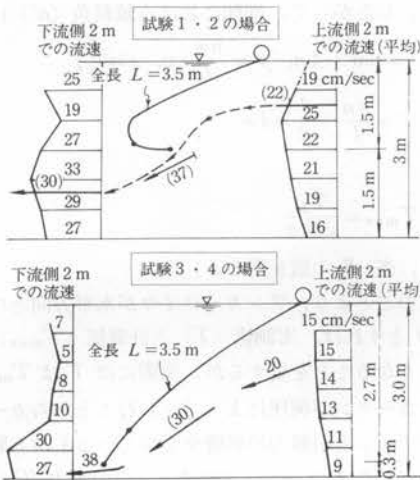 試験1・2の場合
下流側2m
での流速
上流側2m
での流速(平均)
全長 L=3.5m
25
19
27
33
(30)
29
27
(22)
(37)
19 cm/sec
25
22
21
19
16
1.5m
1.5m
3m
試験3・4の場合
下流側2m
での流速
上流側2m
での流速(平均)
全長 L=3.5m
7
5
8
10
30
27
38
20
(30)
15 cm/sec
15
14
13
11
9
2.7m
0.3m
3.0m